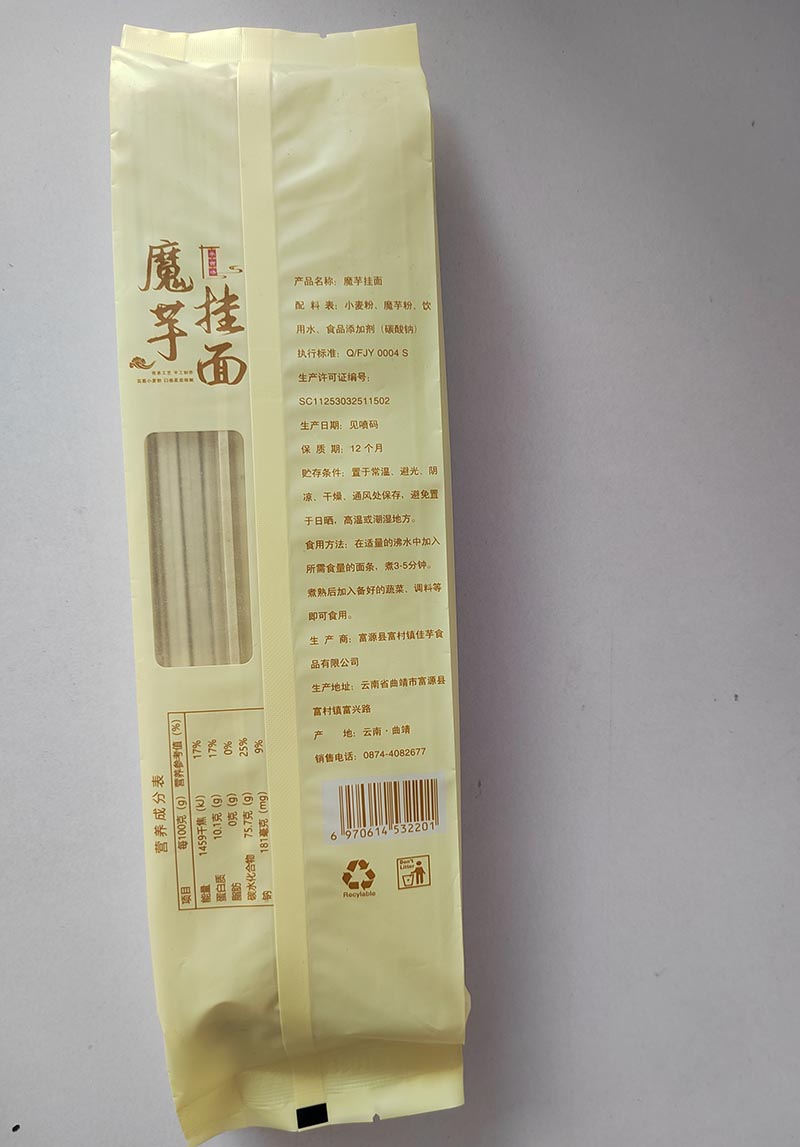 魔芋
挂面
产品名称：魔芋挂面
配 料 表：小麦粉、魔芋粉、饮
用水、食品添加剂（碳酸钠）
执行标准：Q/FJY 0004 S
生产许可证编号：
SC11253032511502
生产日期：见喷码
保 质 期：12 个月
贮存条件：置于常温、避光、阴
凉、干燥、通风处保存，避免置
于日晒，高温或潮湿地方。
食用方法：在适量的沸水中加入
所需食量的面条，煮3-5分钟。
煮熟后加入备好的蔬菜、调料等
即可食用。
生 产 商：富源县富村镇佳芋食
品有限公司
生产地址：云南省曲靖市富源县
富村镇富兴路
产 地：云南·曲靖
销售电话：0874-4082677
6 970614 532201
Recylable
Don't
Litter
营养成分表
项目 每100克（g） 营养参考值（%）
能量 1459千焦（kJ） 17%
蛋白质 10.1克（g） 17%
脂肪 0克（g） 0%
碳水化合物 75.7克（g） 25%
钠 181毫克（mg） 9%